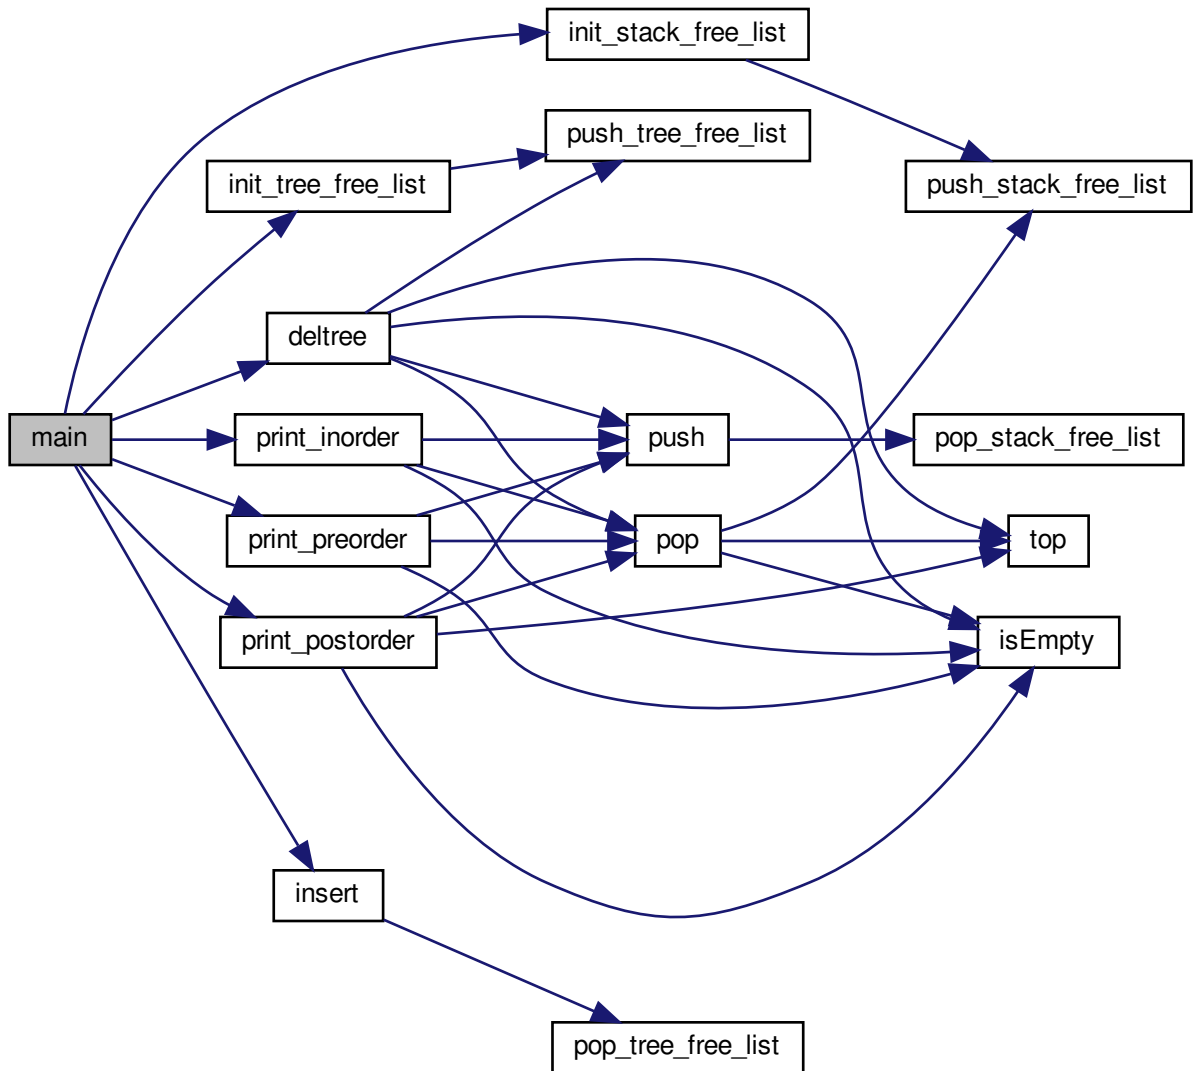 init_stack_free_list
push_tree_free_list
init_tree_free_list
push_stack_free_list
deltree
main
print_inorder
push
pop_stack_free_list
print_preorder
pop
top
print_postorder
isEmpty
insert
pop_tree_free_list